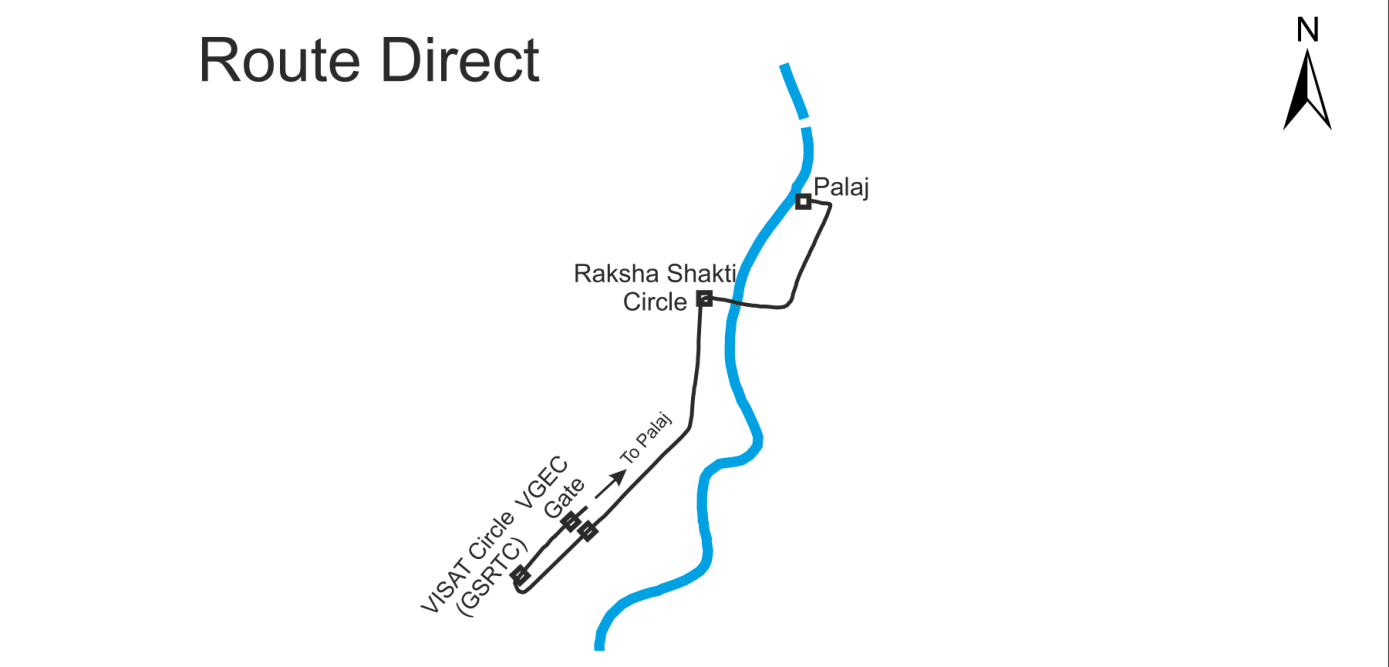 Route Direct
N
Palaj
Raksha Shakti
Circle
To Palaj
VGEC
Gate
VISAT Circle
(GSRTC)